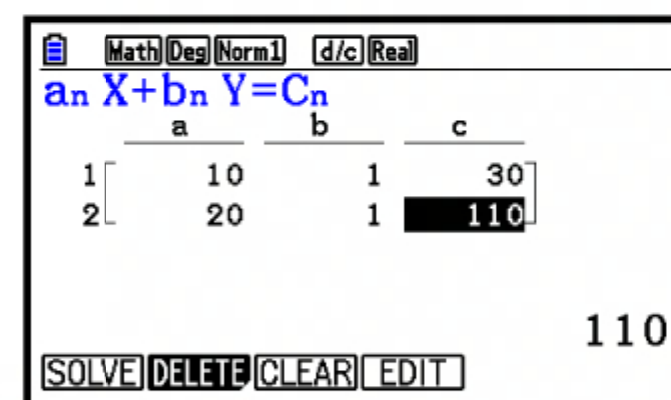 Math Deg Norm1 d/c Real
an X+bn Y=Cn
a b c
1 10 1 30
2 20 1 110
110
SOLVE DELETE CLEAR EDIT